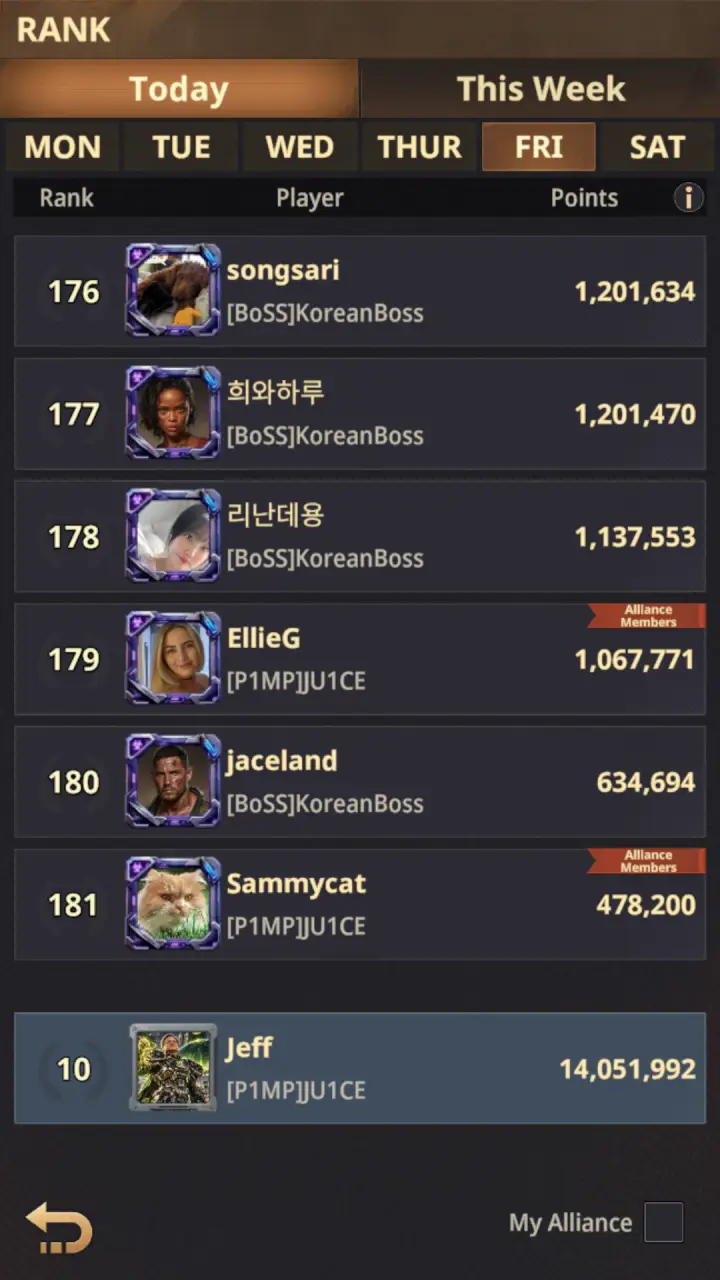 RANK
Today This Week
MON TUE WED THUR FRI SAT
Rank Player Points i
176 songsari 1,201,634
[BoSS]KoreanBoss
177 희와하루 1,201,470
[BoSS]KoreanBoss
178 리난데용 1,137,553
[BoSS]KoreanBoss
Alliance
Members
179 EllieG 1,067,771
[P1MP]JU1CE
180 jaceland 634,694
[BoSS]KoreanBoss
Alliance
Members
181 Sammycat 478,200
[P1MP]JU1CE
10 Jeff 14,051,992
[P1MP]JU1CE
My Alliance